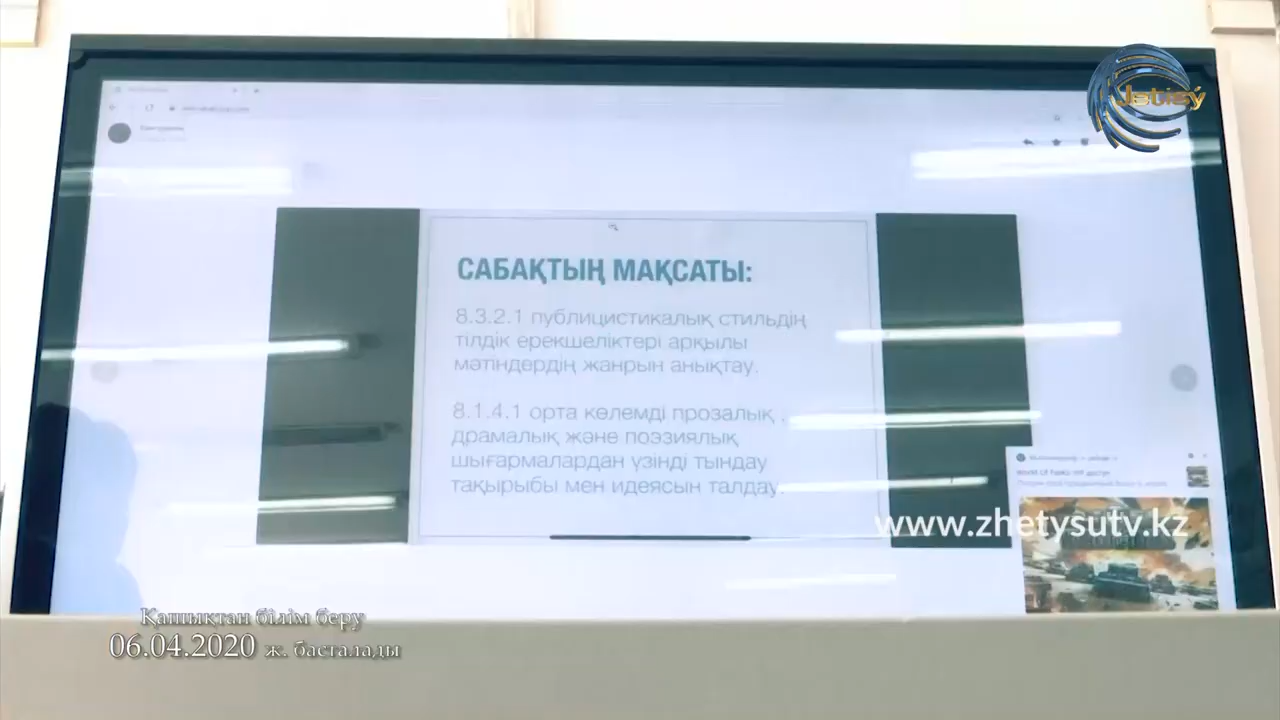 Jetisý
САБАҚТЫҢ МАҚСАТЫ:
8.3.2.1 публицистикалық стильдің
тілдік ерекшеліктері арқылы
мәтіндердің жанрын анықтау.
8.1.4.1 орта көлемді прозалық ,
драмалық және поэзиялық
шығармалардан үзінді тыңдау
тақырыбы мен идеясын талдау.
www.zhetysutv.kz
Қашықтан білім беру
06.04.2020 ж. басталады